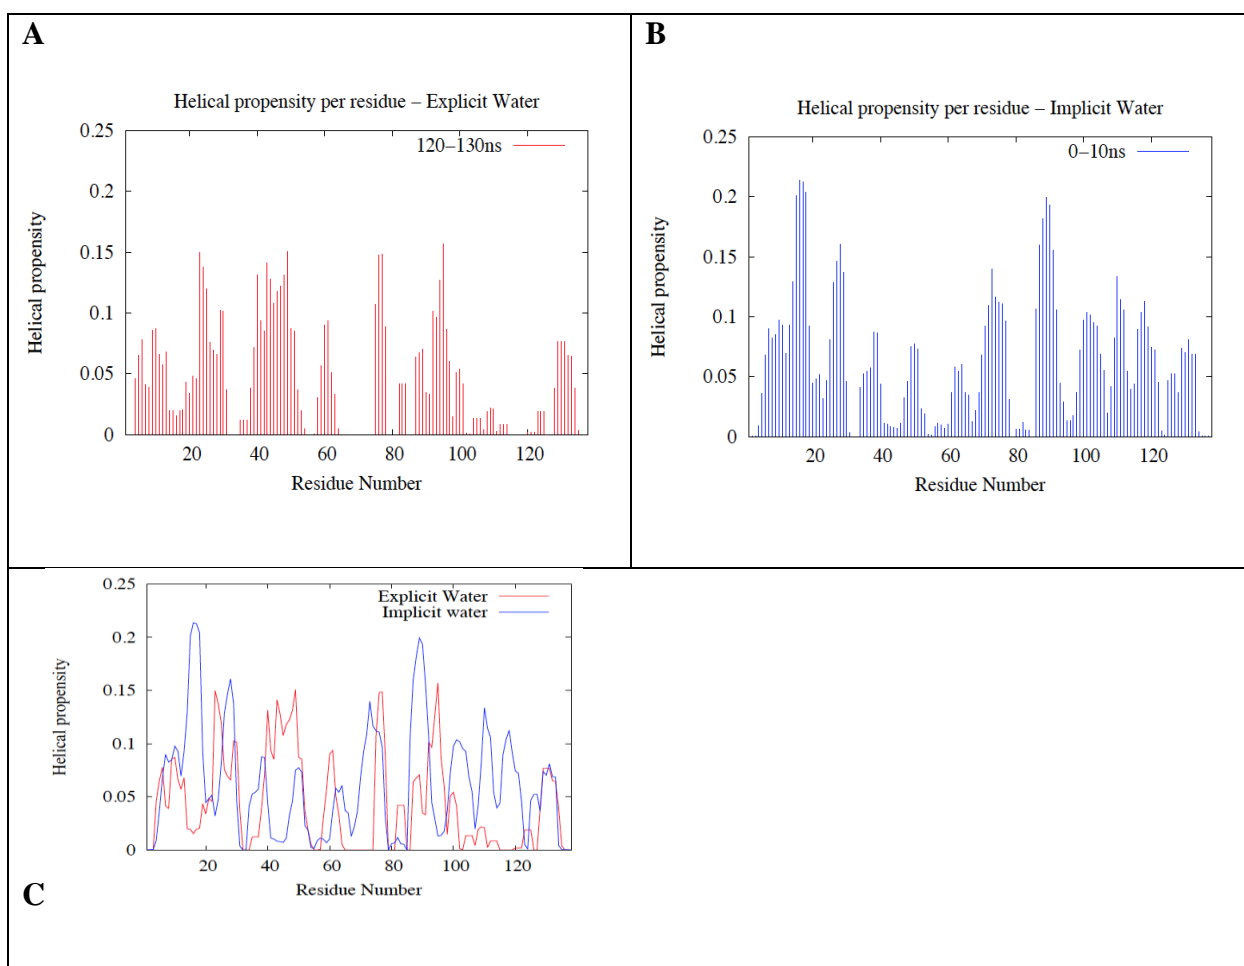 A
Helical propensity per residue – Explicit Water
0.25
0.2
0.15
0.1
0.05
0
120–130ns
Helical propensity
20 40 60 80 100 120
Residue Number
B
Helical propensity per residue – Implicit Water
0.25
0.2
0.15
0.1
0.05
0
0–10ns
Helical propensity
20 40 60 80 100 120
Residue Number
0.25
0.2
0.15
0.1
0.05
0
Explicit Water
Implicit water
Helical propensity
20 40 60 80 100 120
Residue Number
C